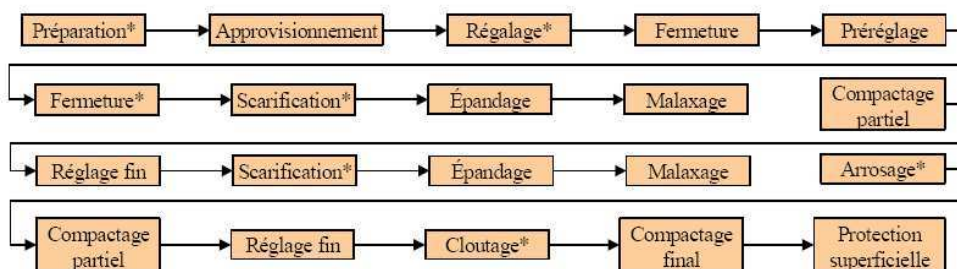 Préparation*
Approvisionnement
Régalage*
Fermeture
Préréglage
Fermeture*
Scarification*
Épandage
Malaxage
Compactage
partiel
Réglage fin
Scarification*
Épandage
Malaxage
Arrosage*
Compactage
partiel
Réglage fin
Cloutage*
Compactage
final
Protection
superficielle